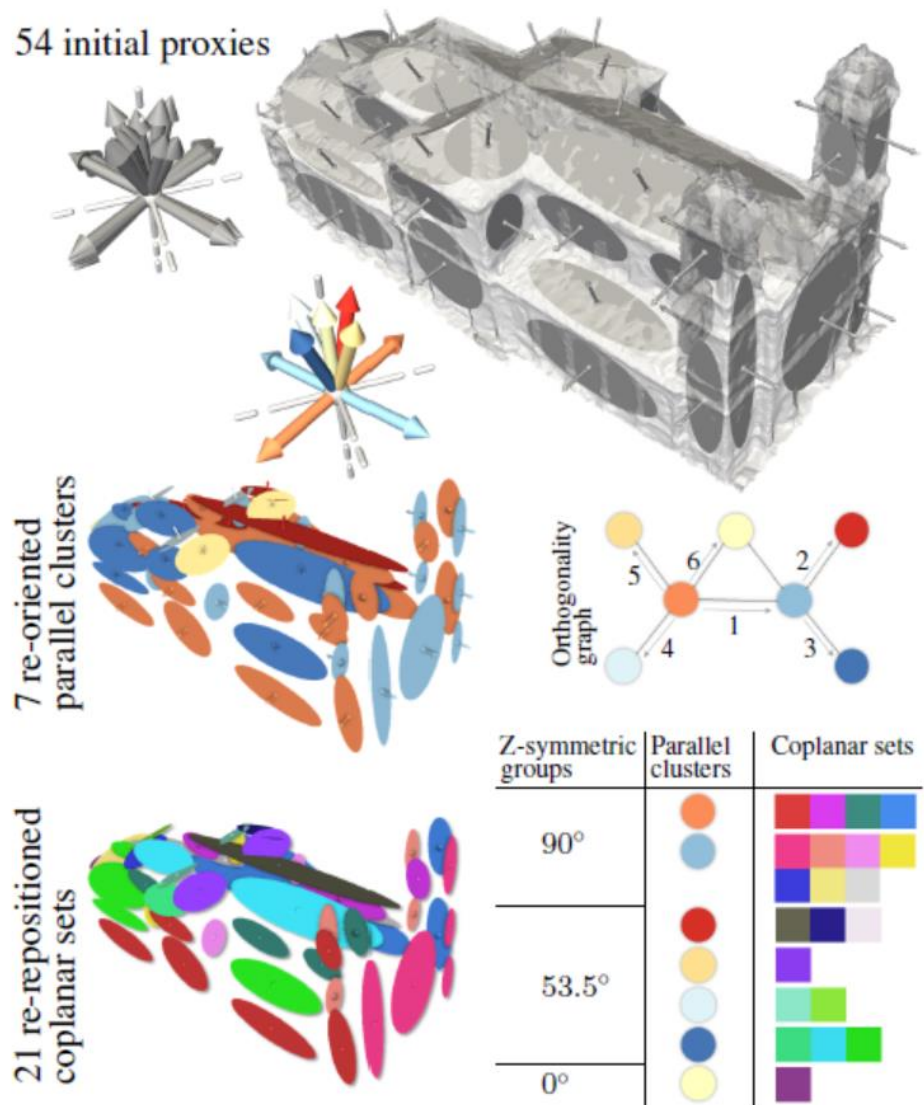 54 initial proxies
7 re-oriented
parallel clusters
Orthogonality
graph
5
6
2
1
4
3
21 re-repositioned
coplanar sets
Z-symmetric
groups
Parallel
clusters
Coplanar sets
90°
53.5°
0°